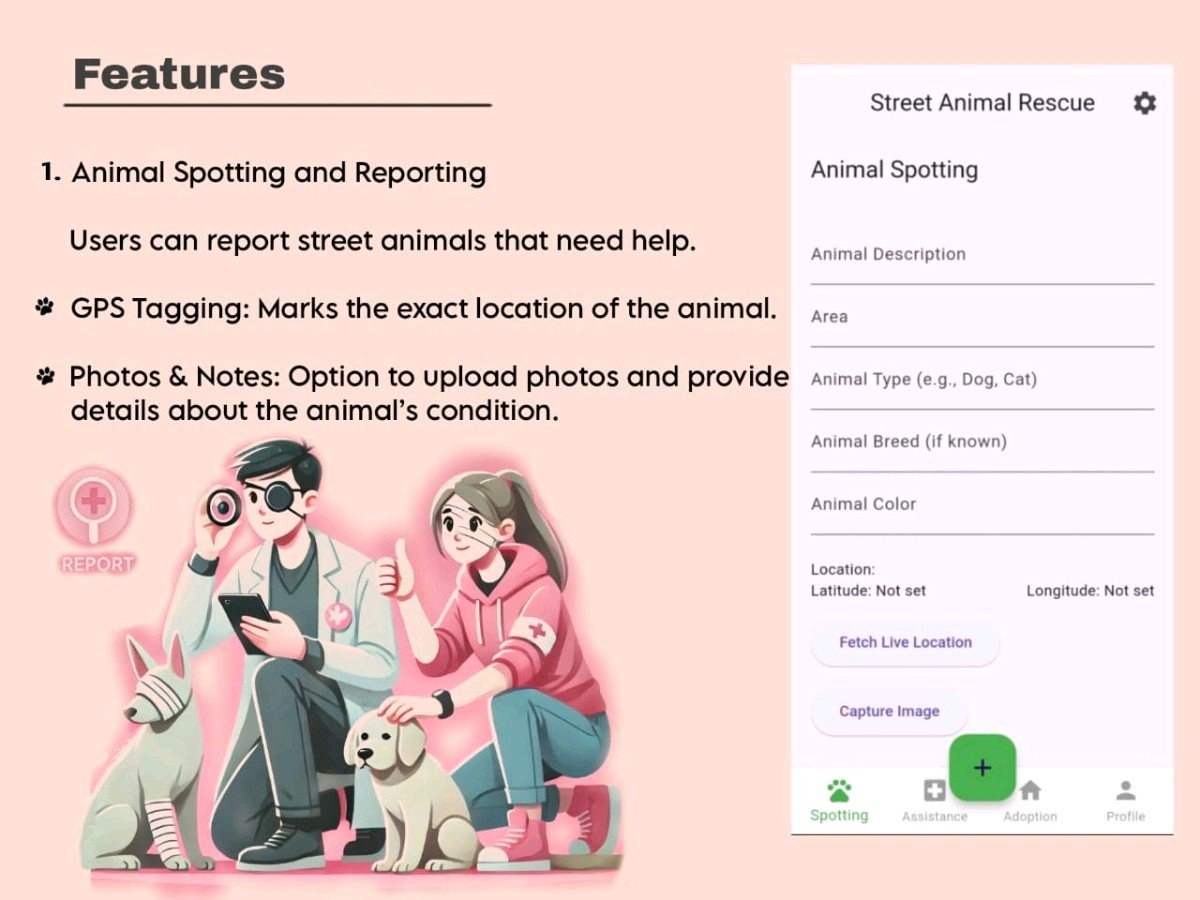 Features
1. Animal Spotting and Reporting
Users can report street animals that need help.
GPS Tagging: Marks the exact location of the animal.
Photos & Notes: Option to upload photos and provide
details about the animal's condition.
REPORT
Street Animal Rescue
Animal Spotting
Animal Description
Area
Animal Type (e.g., Dog, Cat)
Animal Breed (if known)
Animal Color
Location:
Latitude: Not set Longitude: Not set
Fetch Live Location
Capture Image
+
Spotting Assistance Adoption Profile